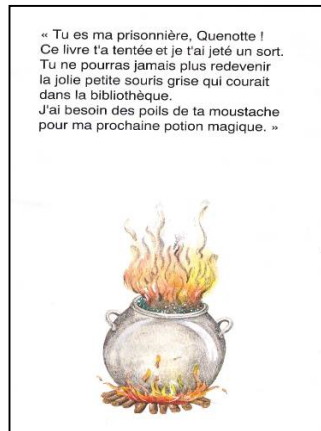 « Tu es ma prisonnière, Quenotte !
Ce livre t'a tentée et je t'ai jeté un sort.
Tu ne pourras jamais plus redevenir
la jolie petite souris grise qui courait
dans la bibliothèque.
J'ai besoin des poils de ta moustache
pour ma prochaine potion magique. »